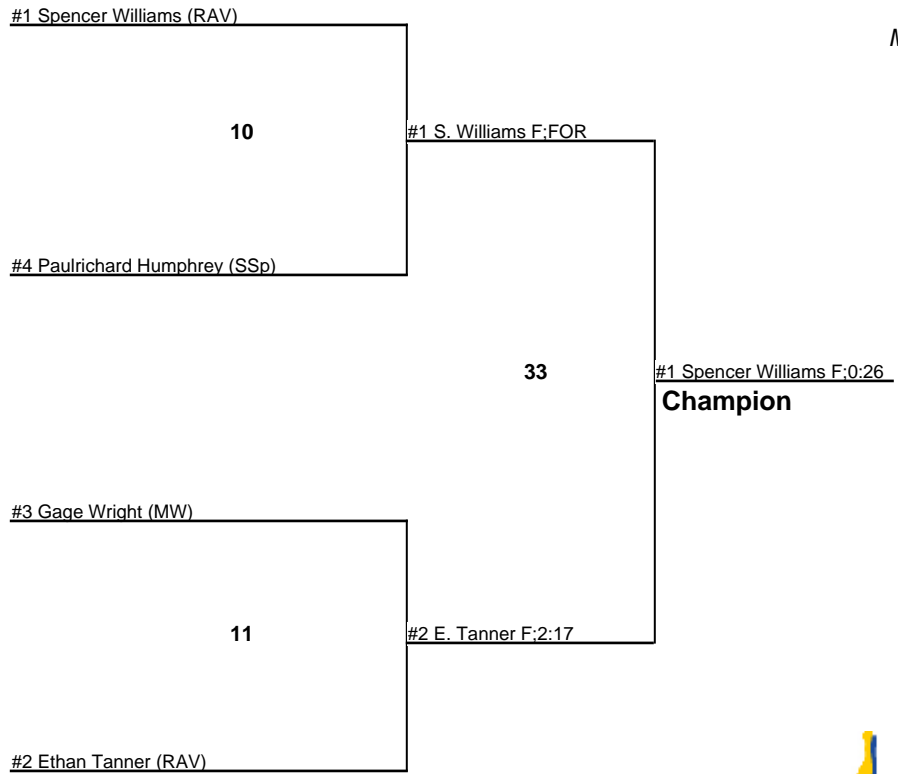 #1 Spencer Williams (RAV)
10
#1 S. Williams F;FOR
#4 Paulrichard Humphrey (SSp)
33
#1 Spencer Williams F;0:26
Champion
#3 Gage Wright (MW)
11
#2 E. Tanner F;2:17
#2 Ethan Tanner (RAV)